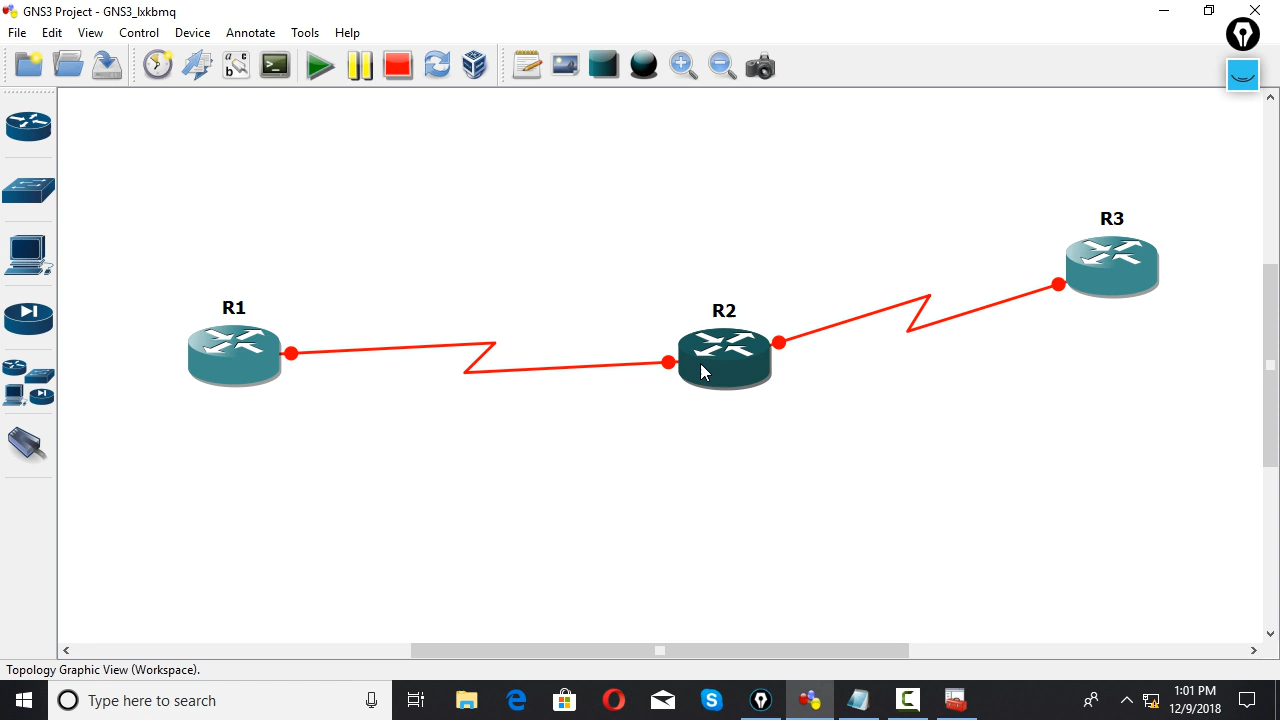 GNS3 Project - GNS3_lxkbmq
File Edit View Control Device Annotate Tools Help
R3
R1
R2
Topology Graphic View (Workspace).
Type here to search
1:01 PM
12/9/2018